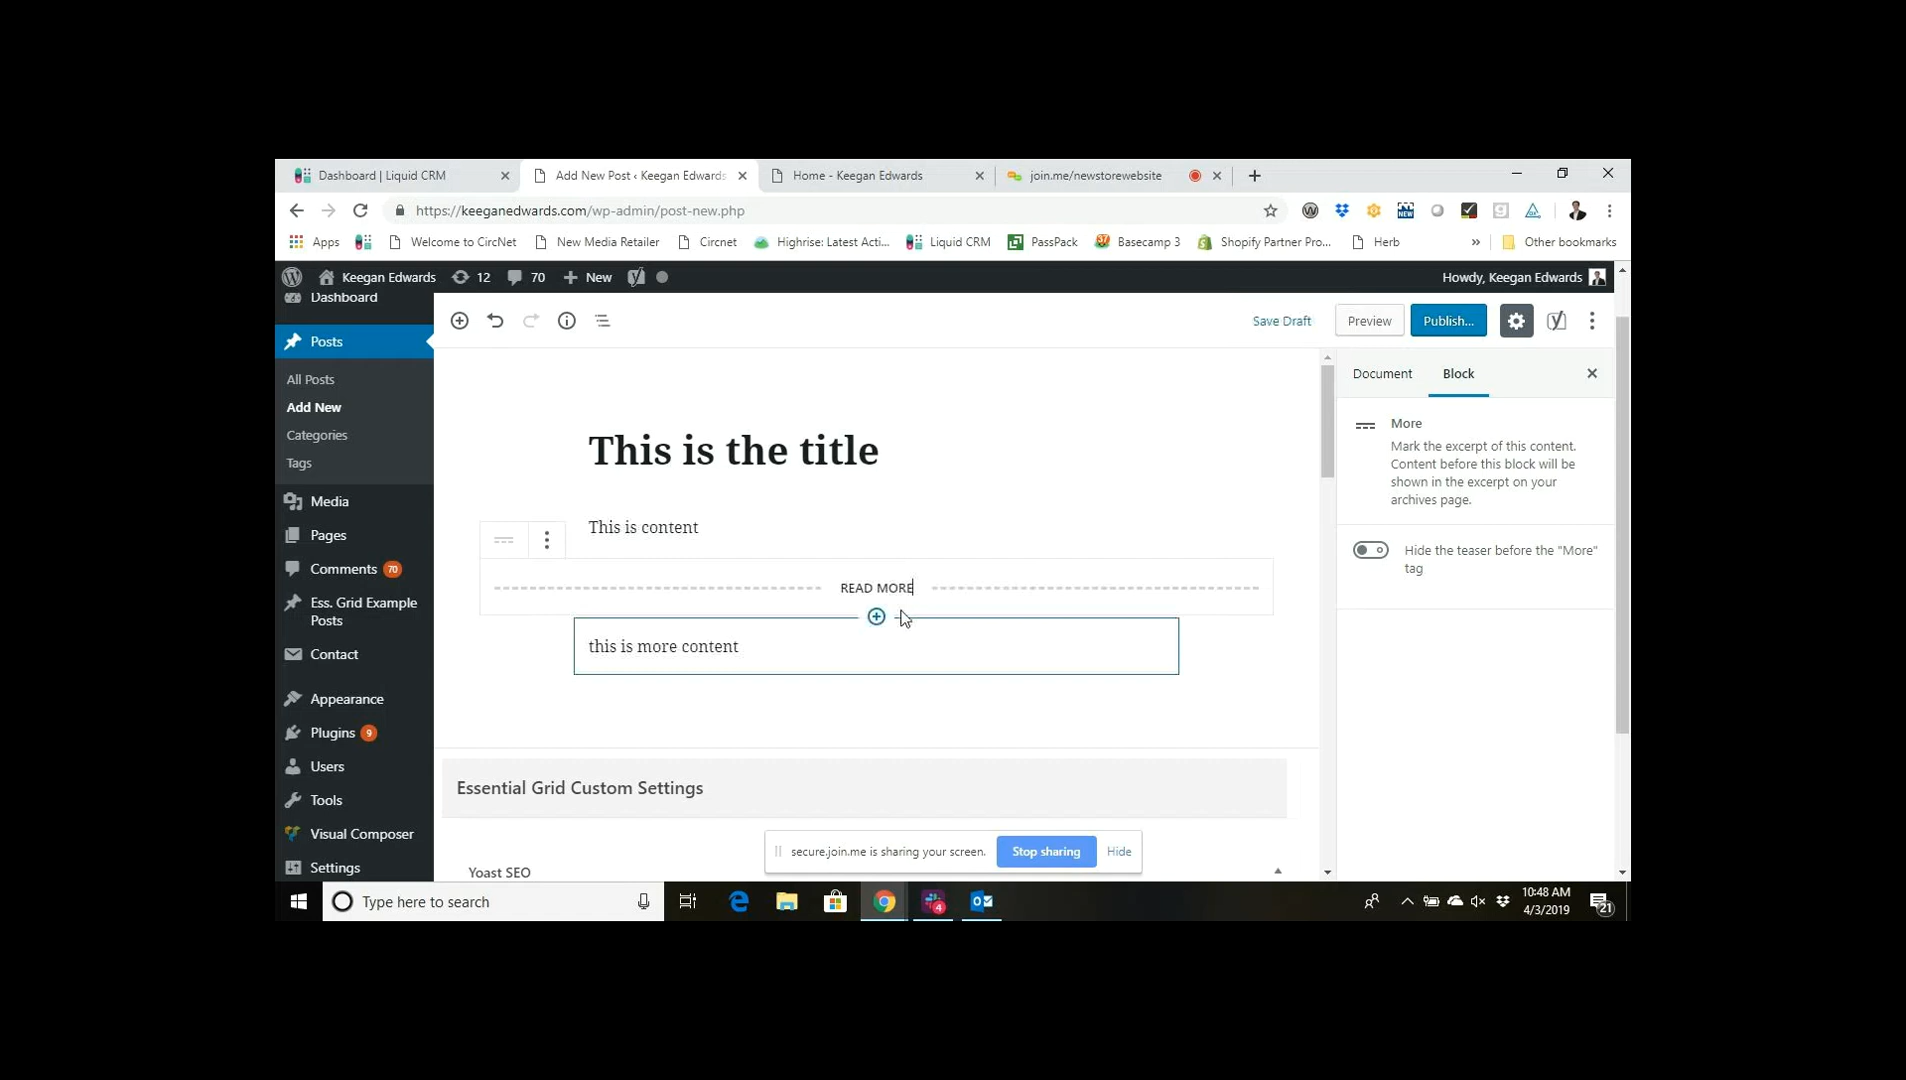 Dashboard | Liquid CRM
Add New Post ‹ Keegan Edwards
Home - Keegan Edwards
join.me/newstorewebsite
https://keeganedwards.com/wp-admin/post-new.php
Apps
Welcome to CircNet
New Media Retailer
Circnet
Highrise: Latest Acti...
Liquid CRM
PassPack
Basecamp 3
Shopify Partner Pro...
Herb
»
Other bookmarks
Keegan Edwards
12
70
New
Howdy, Keegan Edwards
Dashboard
Posts
All Posts
Add New
Categories
Tags
Media
Pages
Comments 70
Ess. Grid Example
Posts
Contact
Appearance
Plugins 9
Users
Tools
Visual Composer
Settings
Save Draft
Preview
Publish...
This is the title
This is content
READ MORE
this is more content
Essential Grid Custom Settings
Yoast SEO
Document
Block
More
Mark the excerpt of this content.
Content before this block will be
shown in the excerpt on your
archives page.
Hide the teaser before the "More"
tag
secure.join.me is sharing your screen.
Stop sharing
Hide
Type here to search
4
10:48 AM
4/3/2019
21